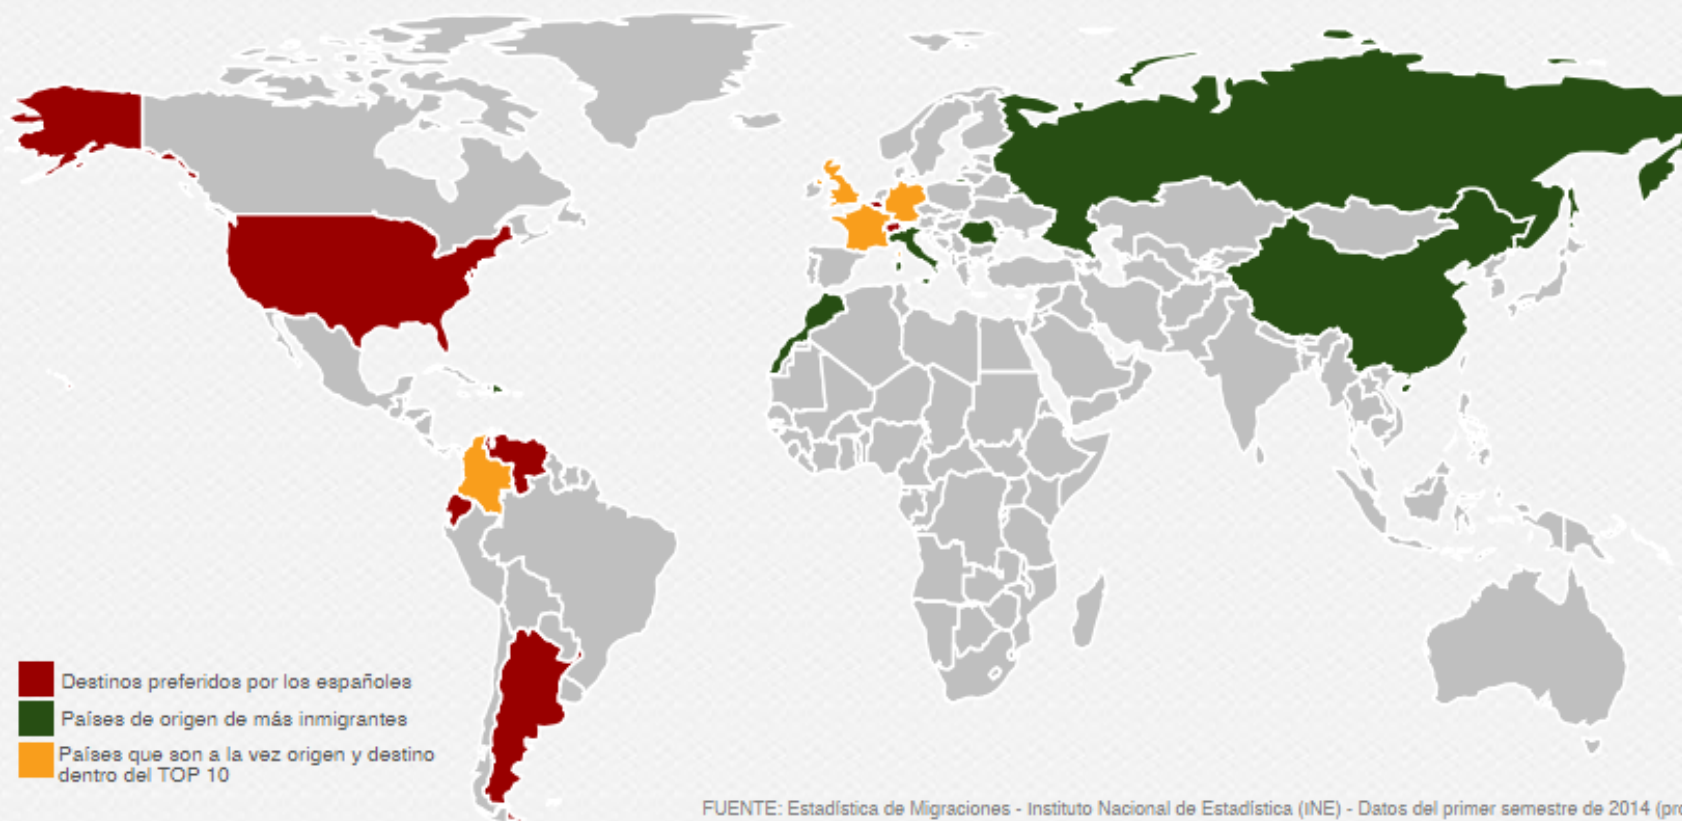 Destinos preferidos por los españoles
Países de origen de más inmigrantes
Países que son a la vez origen y destino
dentro del TOP 10
FUENTE: Estadística de Migraciones - Instituto Nacional de Estadística (INE) - Datos del primer semestre de 2014 (pro